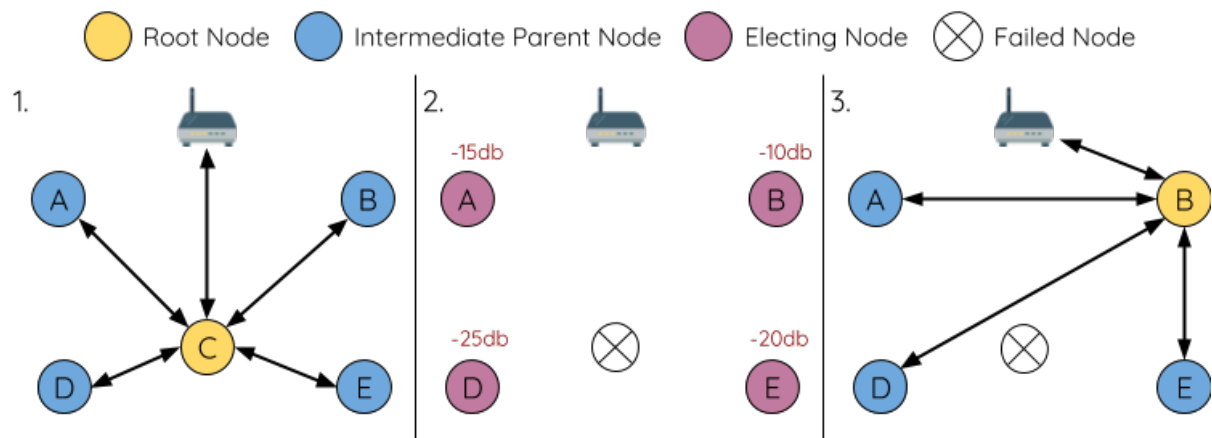 Root Node Intermediate Parent Node Electing Node Failed Node
1.
A
B
C
D
E
2.
-15db
-10db
A
B
-25db
-20db
D
E
3.
A
B
D
E